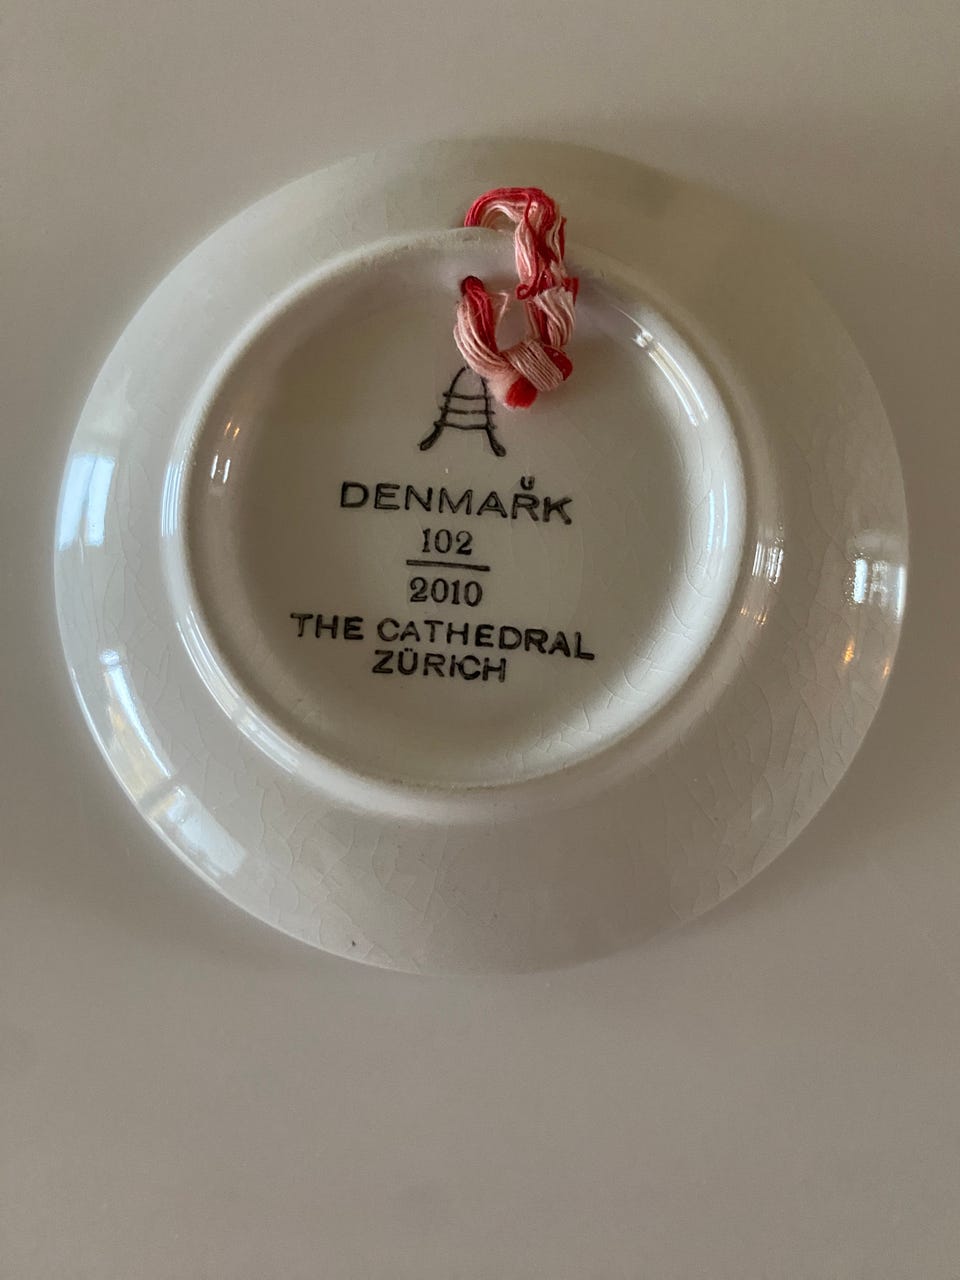 DENMARK
102
2010
THE CATHEDRAL
ZÜRICH